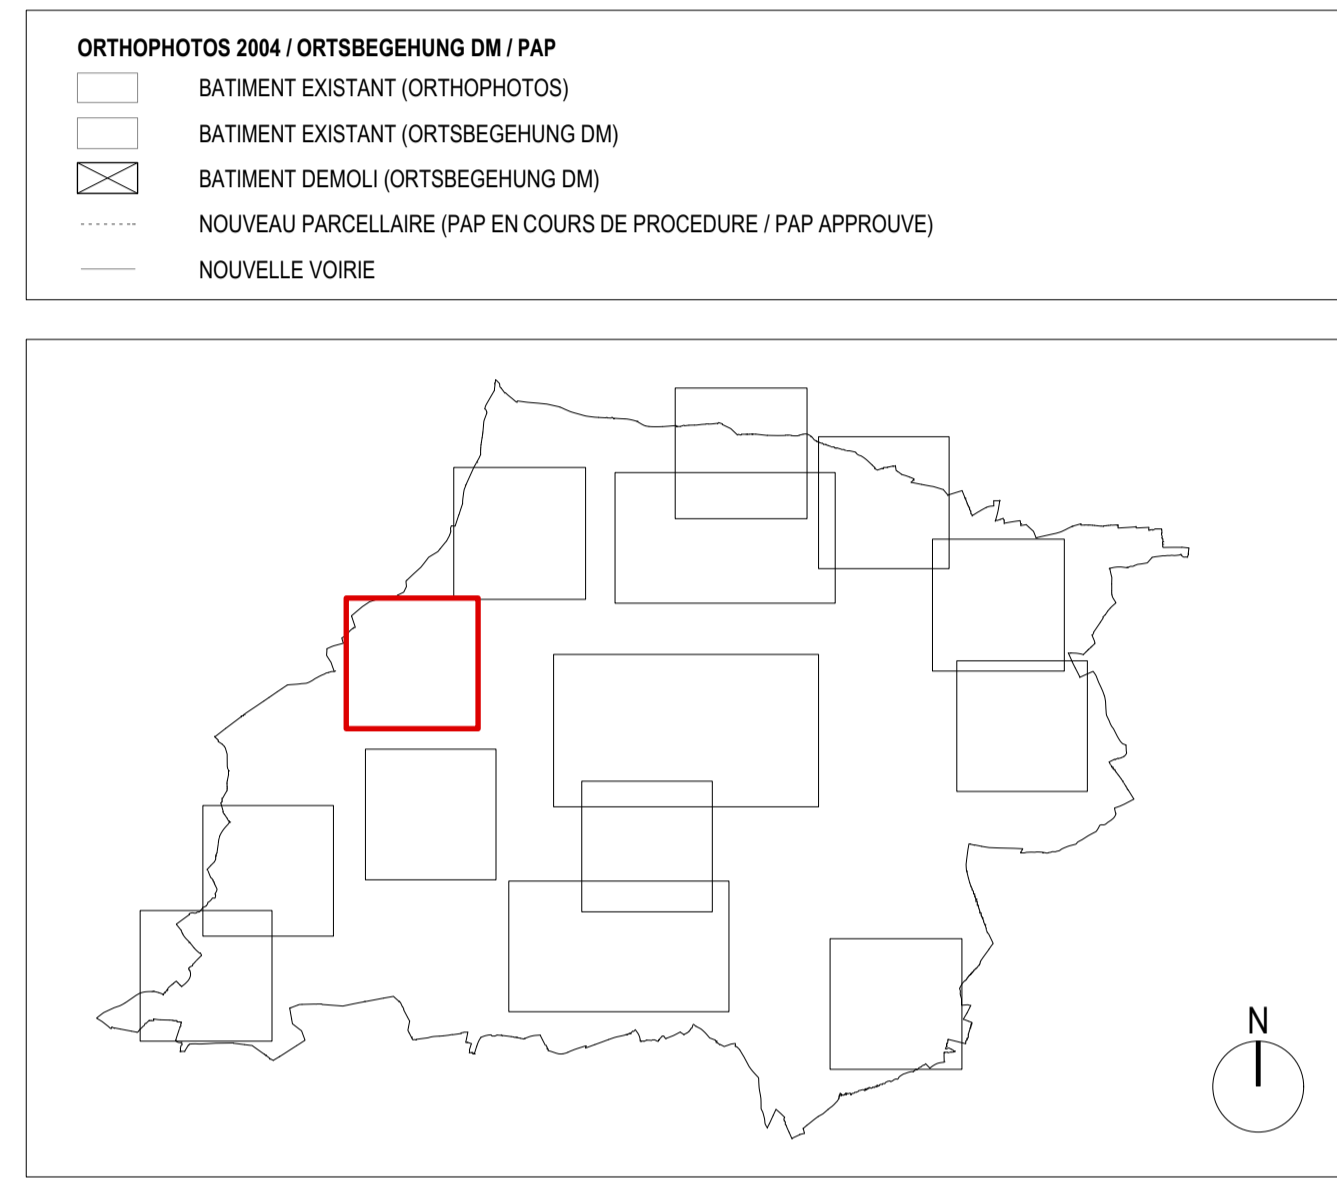 ORTHOPHOTOS 2004 / ORTSBEGEHUNG DM / PAP
BATIMENT EXISTANT (ORTHOPHOTOS)
BATIMENT EXISTANT (ORTSBEGEHUNG DM)
BATIMENT DEMOLI (ORTSBEGEHUNG DM)
NOUVEAU PARCELLAIRE (PAP EN COURS DE PROCEDURE / PAP APPROUVE)
NOUVELLE VOIRIE
N